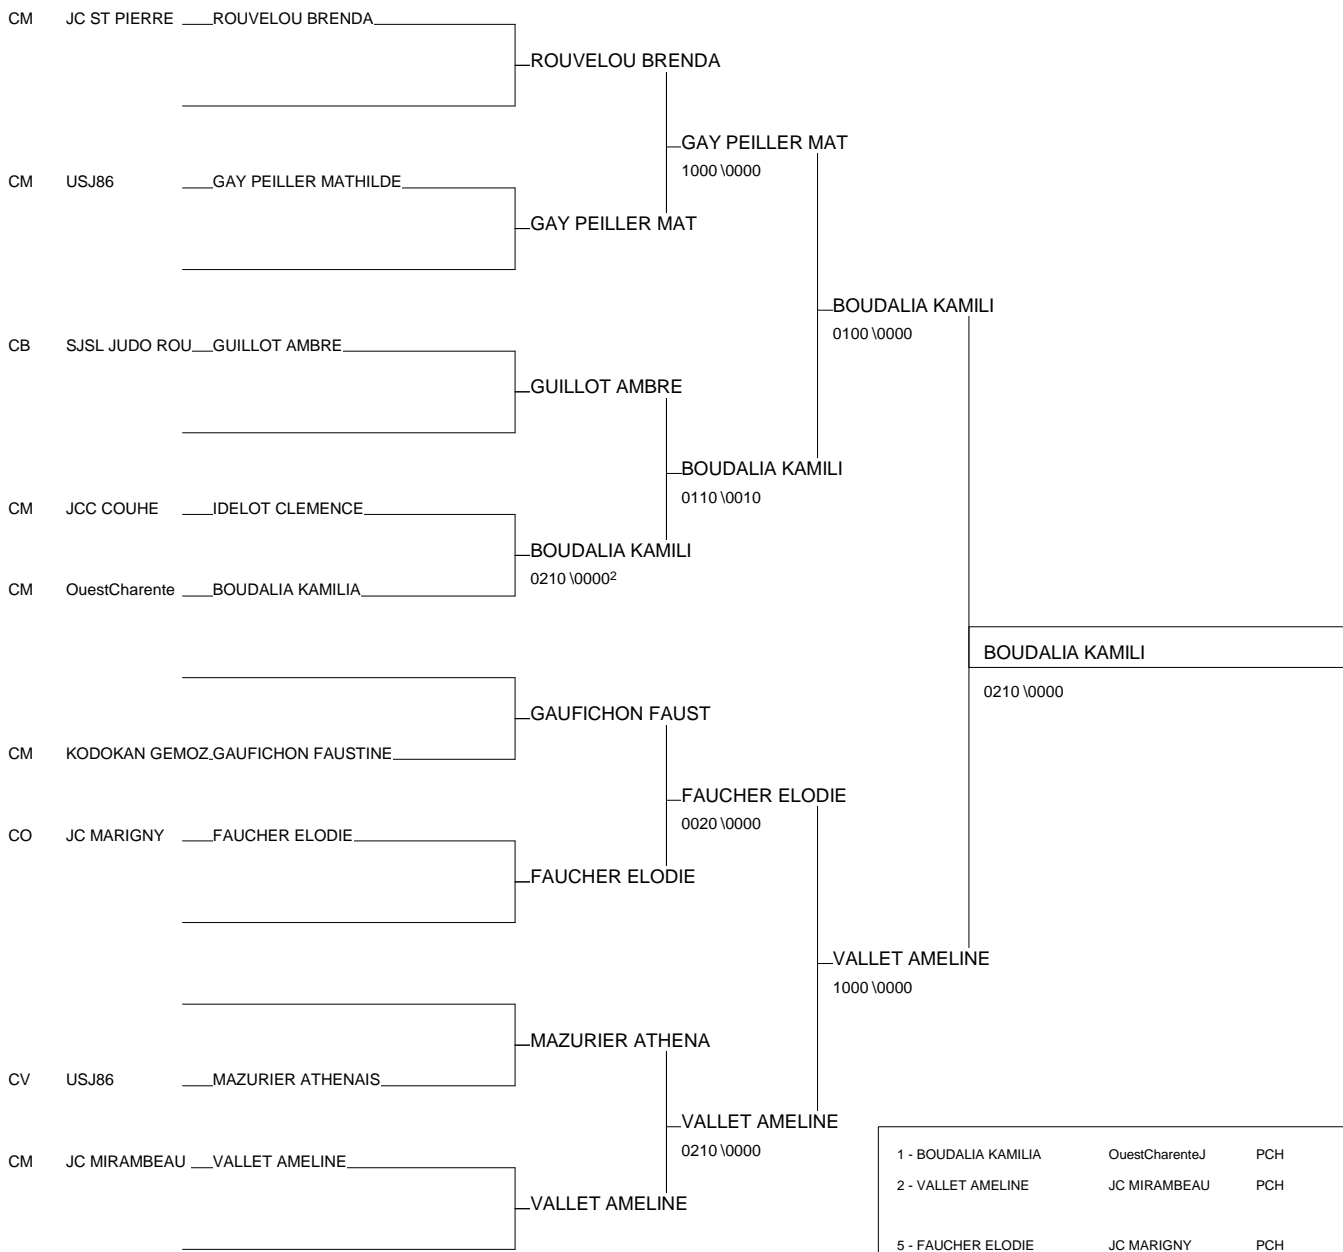 CM JC ST PIERRE ROUVELOU BRENDA
ROUVELOU BRENDA
GAY PEILLER MAT
1000 \0000
CM USJ86 GAY PEILLER MATHILDE
GAY PEILLER MAT
BOUDALIA KAMILI
0100 \0000
CB SJSL JUDO ROU GUILLOT AMBRE
GUILLOT AMBRE
BOUDALIA KAMILI
0110 \0010
CM JCC COUHE IDELOT CLEMENCE
BOUDALIA KAMILI
0210 \0000²
CM OuestCharente BOUDALIA KAMILIA
BOUDALIA KAMILI
0210 \0000
GAUFICHON FAUST
CM KODOKAN GEMOZ GAUFICHON FAUSTINE
FAUCHER ELODIE
0020 \0000
CO JC MARIGNY FAUCHER ELODIE
FAUCHER ELODIE
VALLET AMELINE
1000 \0000
MAZURIER ATHENA
CV USJ86 MAZURIER ATHENAIS
VALLET AMELINE
0210 \0000
CM JC MIRAMBEAU VALLET AMELINE
VALLET AMELINE
1 - BOUDALIA KAMILIA OuestCharenteJ PCH
2 - VALLET AMELINE JC MIRAMBEAU PCH
5 - FAUCHER ELODIE JC MARIGNY PCH